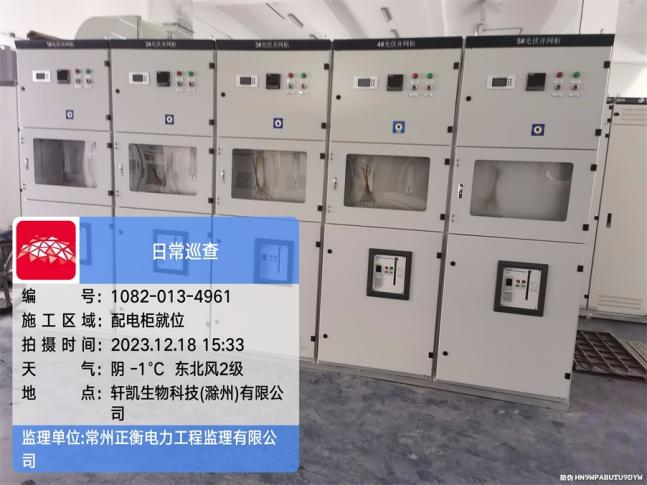 1#光伏并网柜
2#光伏并网柜
3#光伏并网柜
4#光伏并网柜
5#光伏并网柜
日常巡查
编 号: 1082-013-4961
施工区域: 配电柜就位
拍摄时间: 2023.12.18 15:33
天 气: 阴 -1℃ 东北风2级
地 点: 轩凯生物科技(滁州)有限公
司
监理单位:常州正衡电力工程监理有限公
司
防伪 HN9WPABUTU9DYW